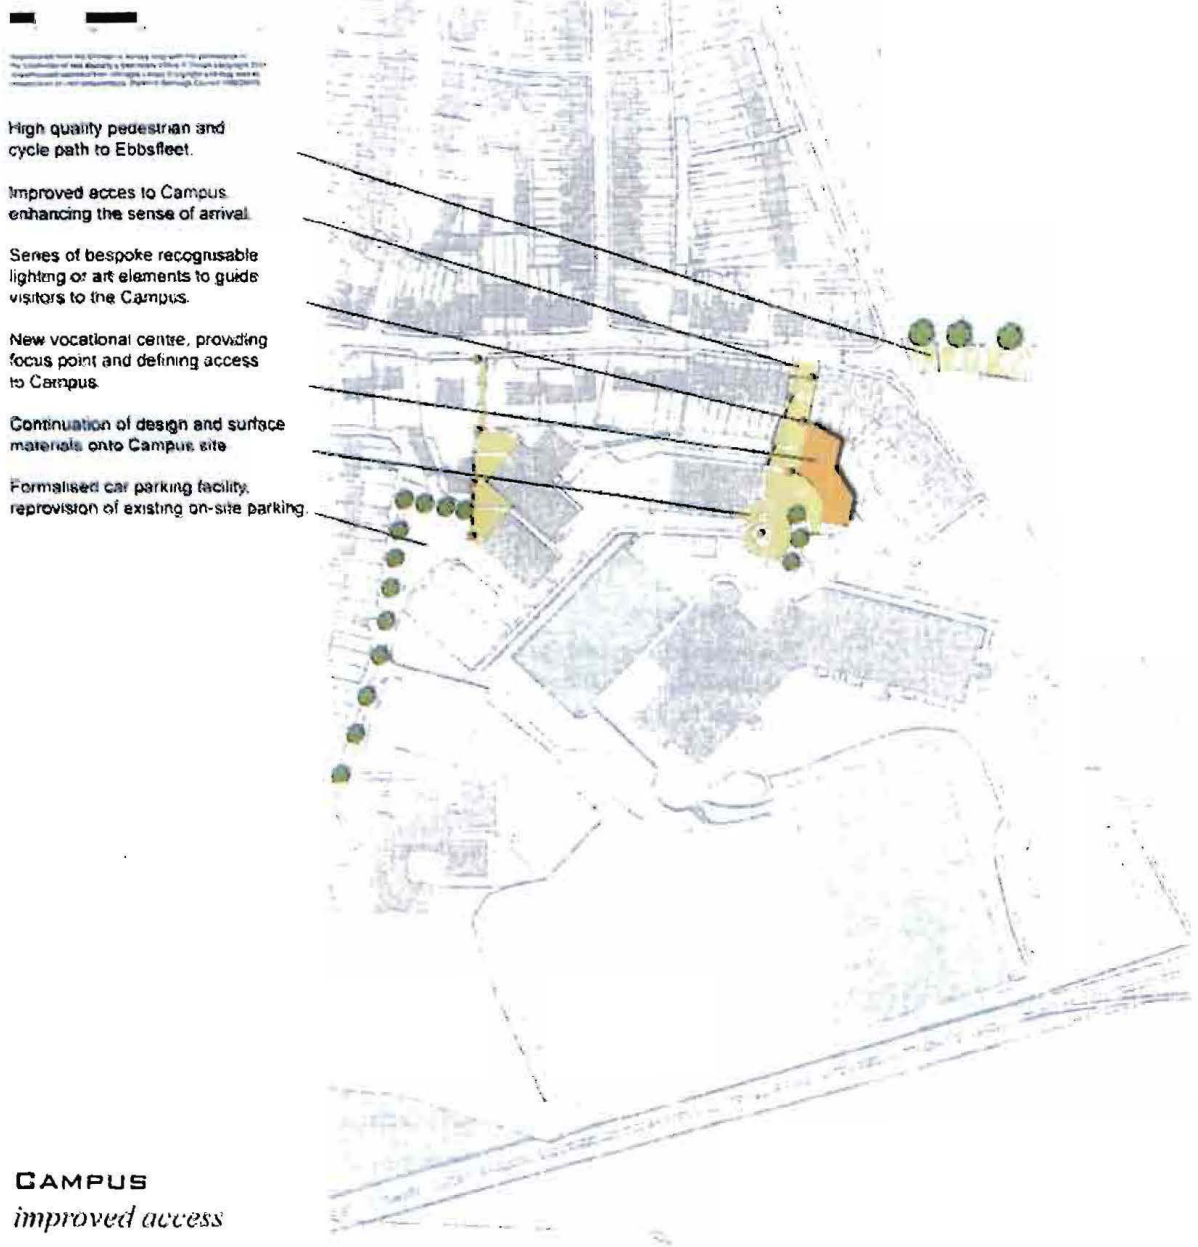 High quality pedestrian and
cycle path to Ebbsfleet.
Improved acces to Campus
enhancing the sense of arrival.
Series of bespoke recognisable
lighting or art elements to guide
visitors to the Campus.
New vocational centre, providing
focus point and defining access
to Campus.
Continuation of design and surface
materials onto Campus site
Formalised car parking facility,
reprovision of existing on-site parking.
CAMPUS
improved access